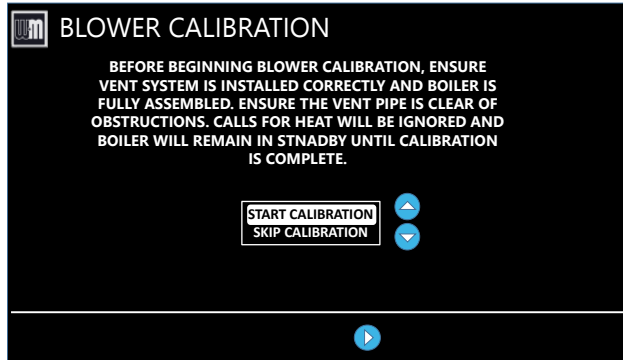 WM BLOWER CALIBRATION
BEFORE BEGINNING BLOWER CALIBRATION, ENSURE
VENT SYSTEM IS INSTALLED CORRECTLY AND BOILER IS
FULLY ASSEMBLED. ENSURE THE VENT PIPE IS CLEAR OF
OBSTRUCTIONS. CALLS FOR HEAT WILL BE IGNORED AND
BOILER WILL REMAIN IN STNADBY UNTIL CALIBRATION
IS COMPLETE.
START CALIBRATION
SKIP CALIBRATION